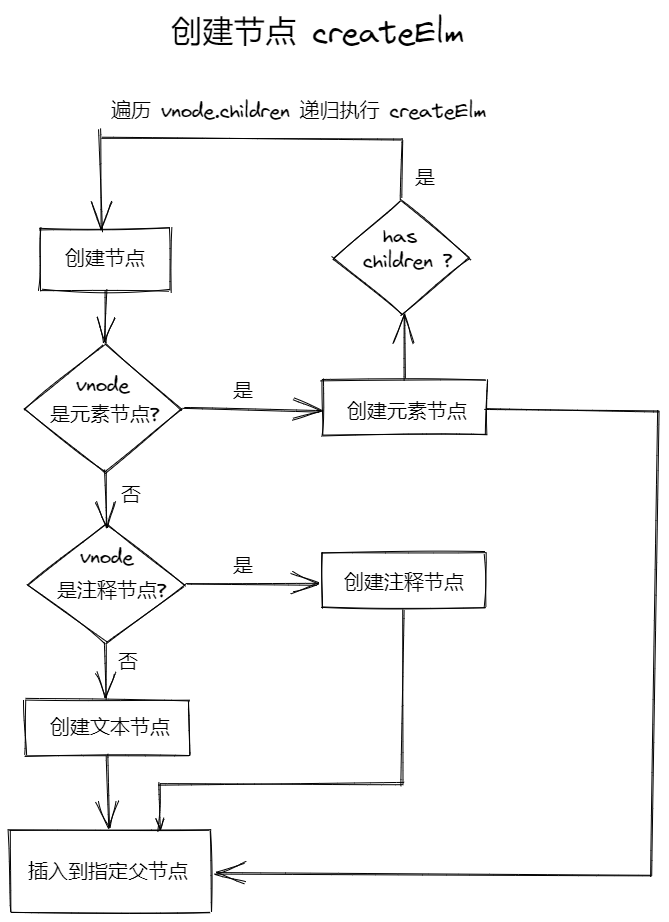 创建节点 createElm
遍历 vnode.children 递归执行 createElm
是
has
children ?
创建节点
vnode
是元素节点?
是
创建元素节点
否
vnode
是注释节点?
是
创建注释节点
否
创建文本节点
插入到指定父节点